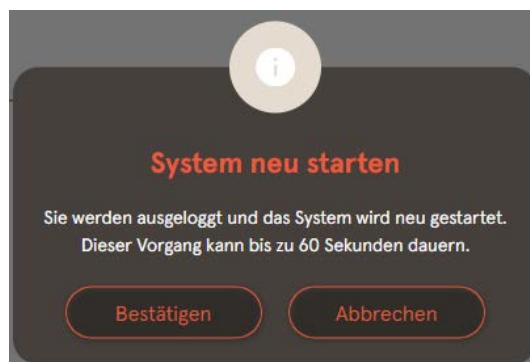 i
System neu starten
Sie werden ausgeloggt und das System wird neu gestartet.
Dieser Vorgang kann bis zu 60 Sekunden dauern.
Bestätigen
Abbrechen